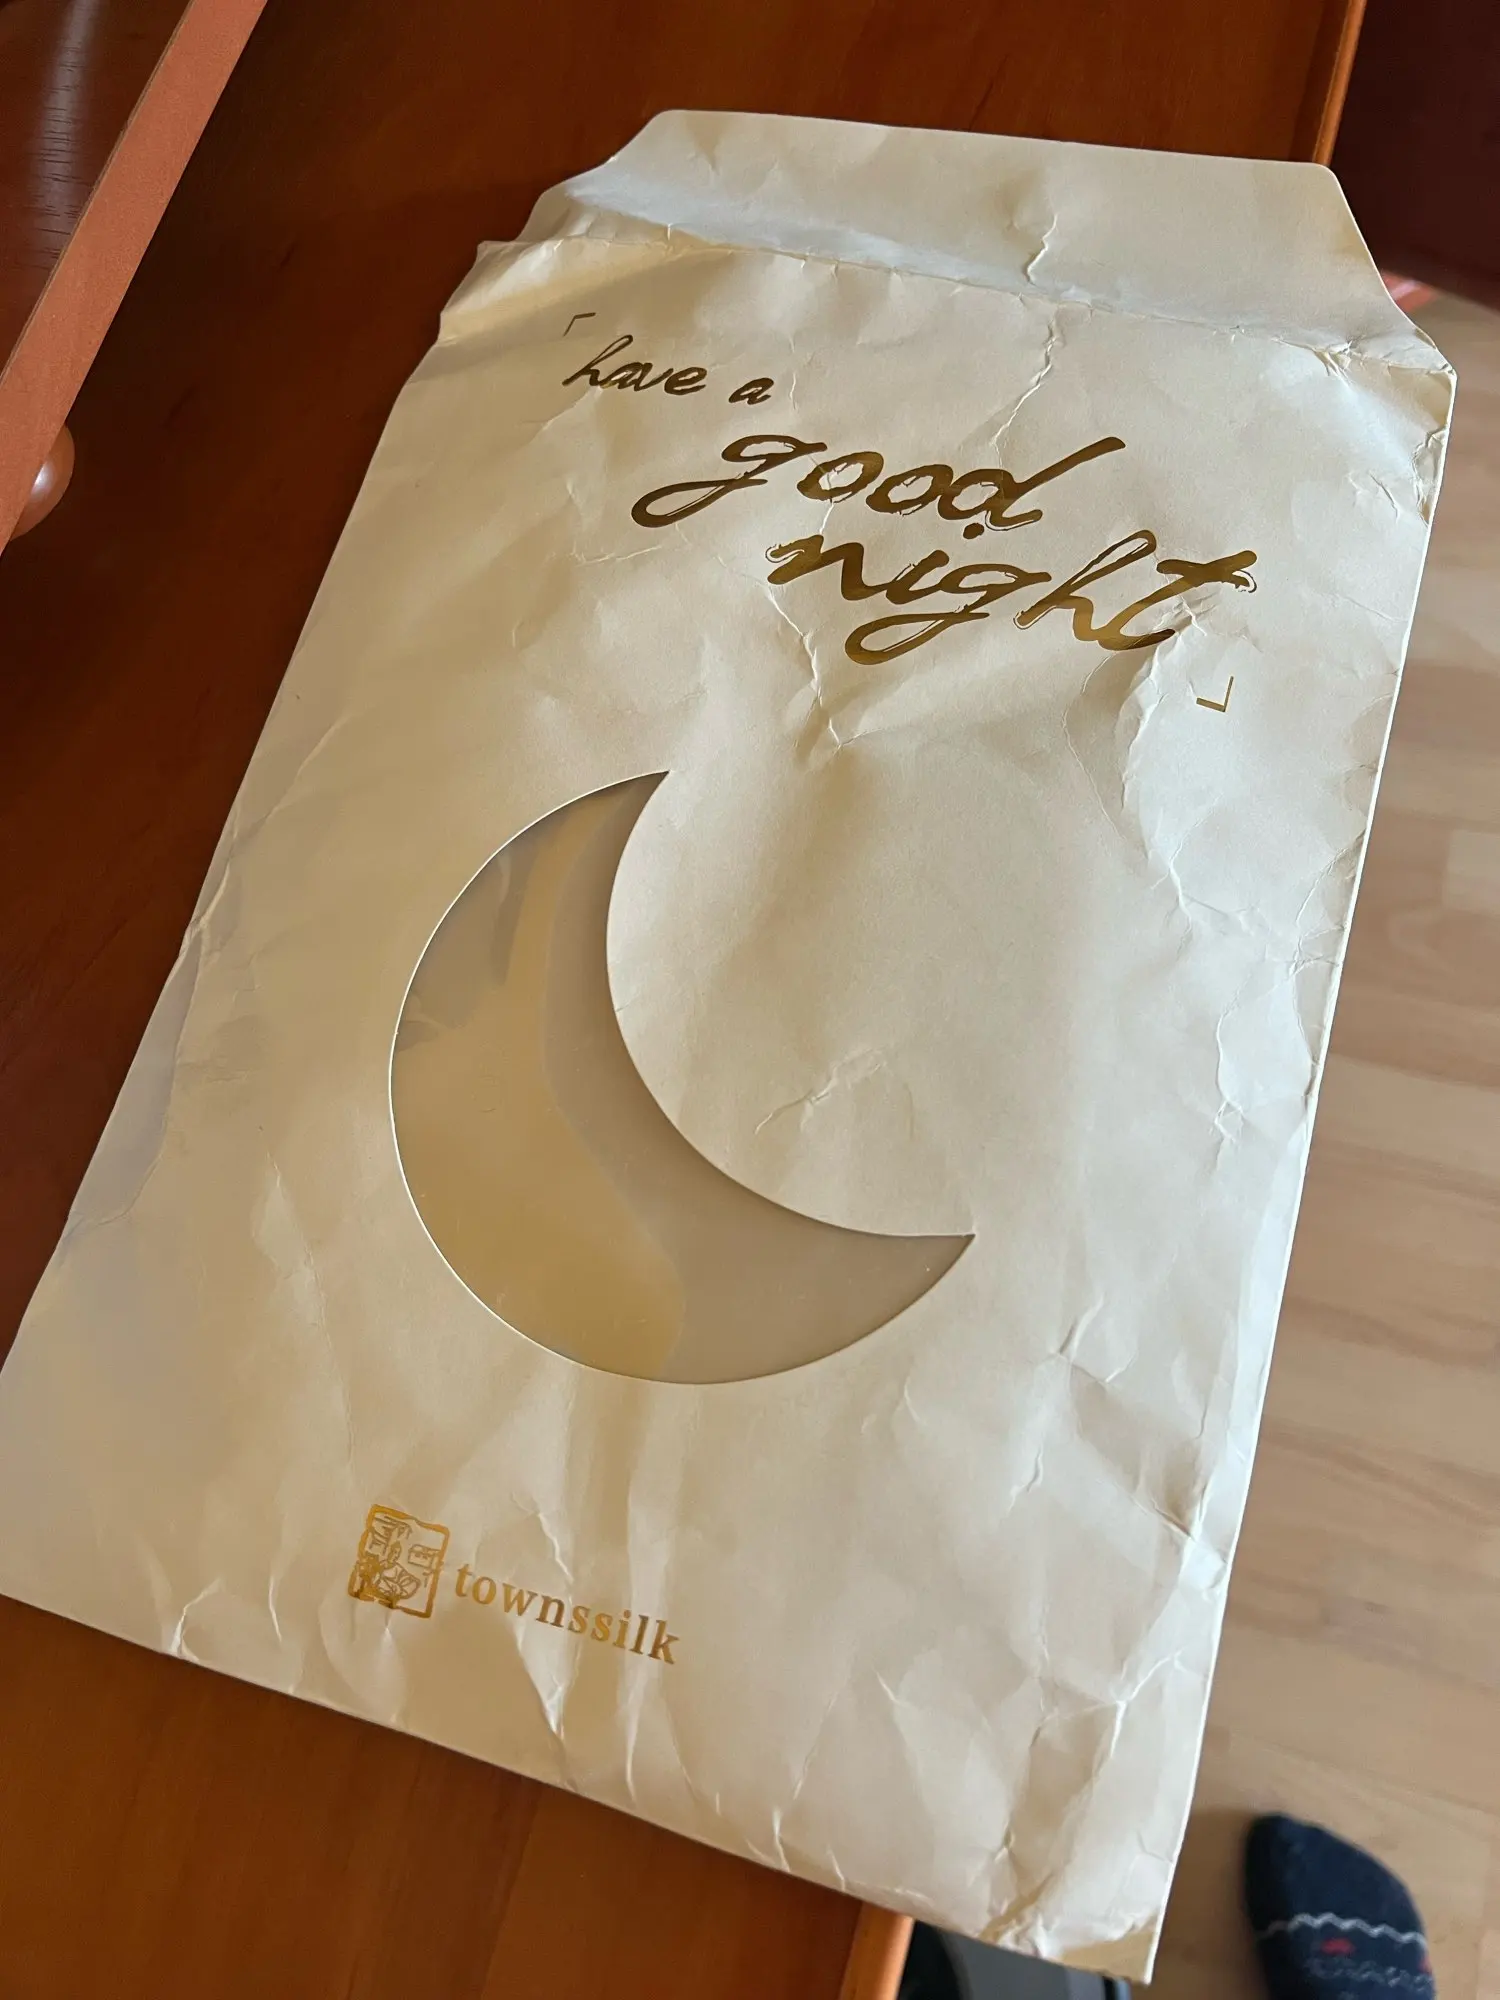 「have a
good
night」
townssilk